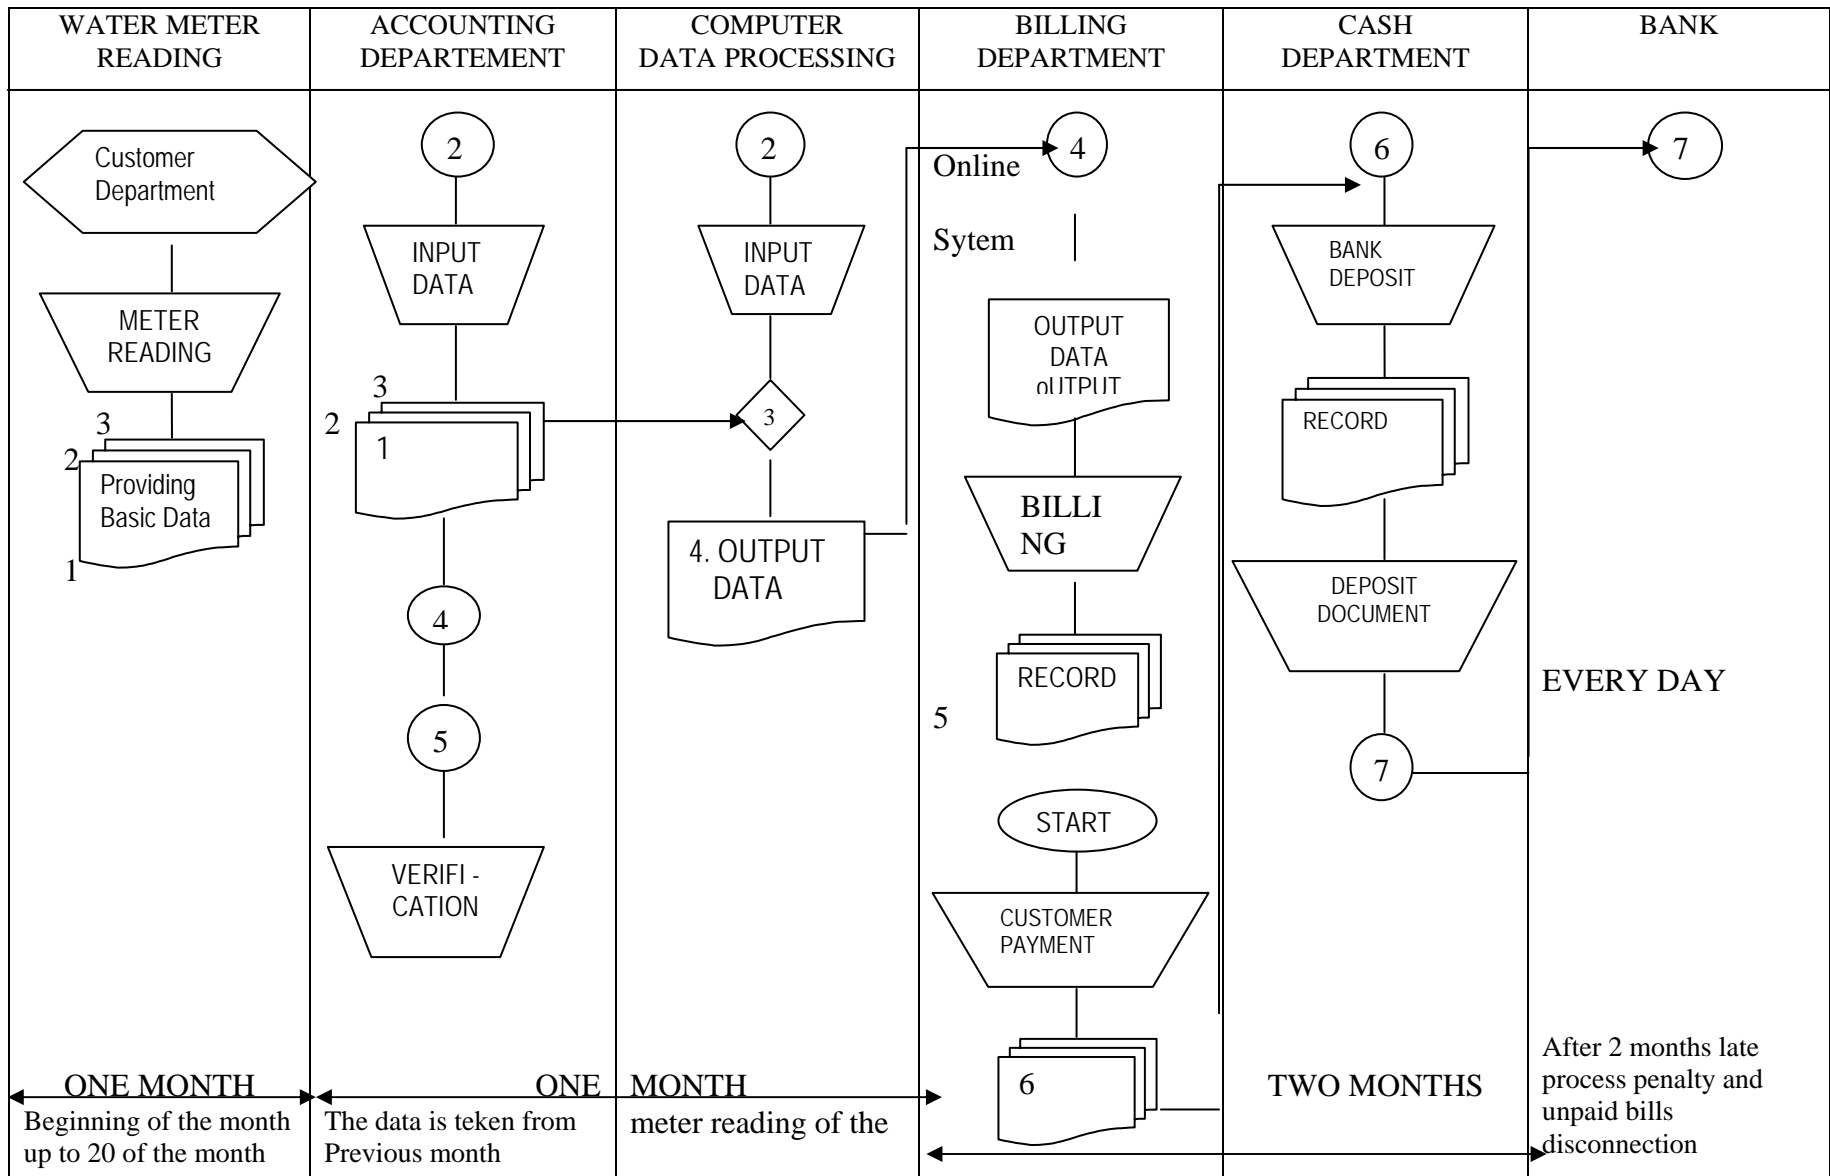 WATER METER
READING
ACCOUNTING
DEPARTEMENT
COMPUTER
DATA PROCESSING
BILLING
DEPARTMENT
CASH
DEPARTMENT
BANK
Customer
Department
METER
READING
3
2
Providing
Basic Data
1
ONE MONTH
Beginning of the month
up to 20 of the month
2
INPUT
DATA
3
2
1
4
5
VERIFI -
CATION
ONE MONTH
The data is teken from
Previous month
2
INPUT
DATA
3
4. OUTPUT
DATA
meter reading of the
4
Online
Sytem
OUTPUT
DATA
oUTPUT
BILLI
NG
RECORD
5
START
CUSTOMER
PAYMENT
6
6
BANK
DEPOSIT
RECORD
DEPOSIT
DOCUMENT
7
TWO MONTHS
7
EVERY DAY
After 2 months late
process penalty and
unpaid bills
disconnection